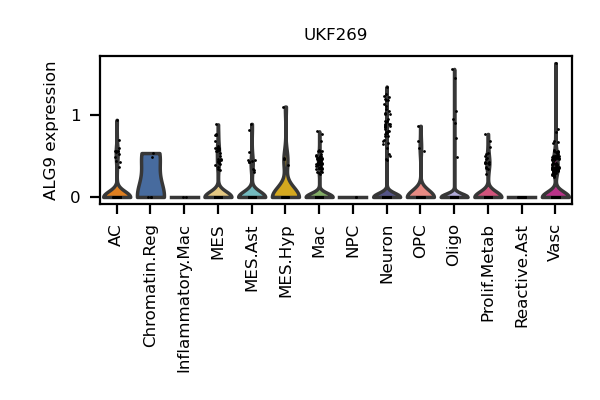 UKF269
ALG9 expression
1
0
AC
Chromatin.Reg
Inflammatory.Mac
MES
MES.Ast
MES.Hyp
Mac
NPC
Neuron
OPC
Oligo
Prolif.Metab
Reactive.Ast
Vasc